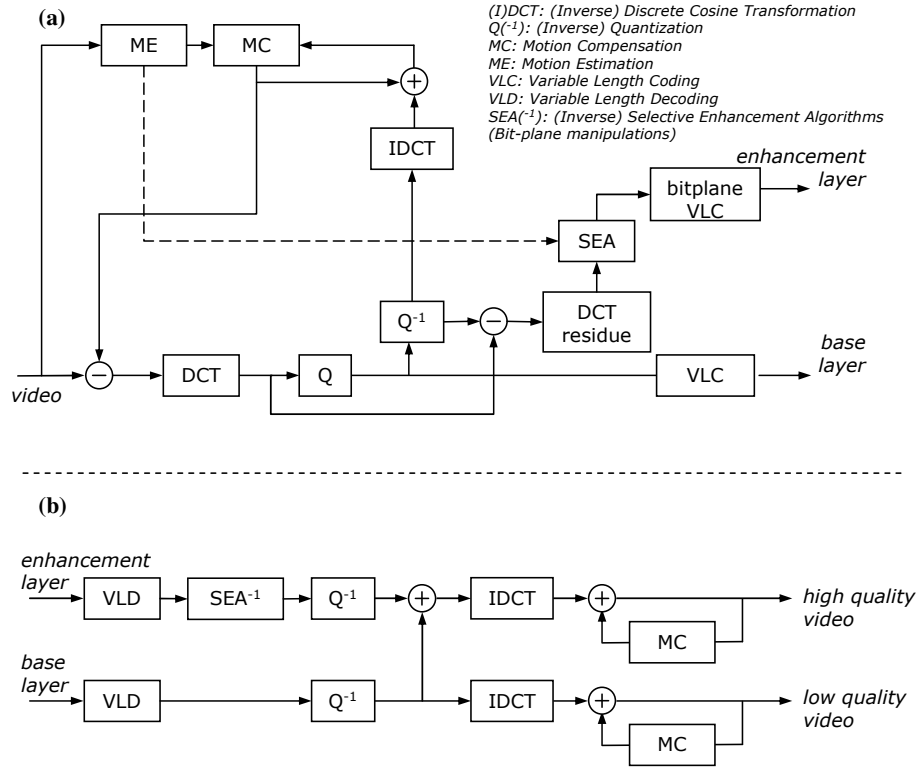 (a)
(I)DCT: (Inverse) Discrete Cosine Transformation
Q(-1): (Inverse) Quantization
MC: Motion Compensation
ME: Motion Estimation
VLC: Variable Length Coding
VLD: Variable Length Decoding
SEA(-1): (Inverse) Selective Enhancement Algorithms
(Bit-plane manipulations)
ME
MC
+
IDCT
enhancement
layer
bitplane
VLC
SEA
Q-1
−
DCT
residue
base
layer
−
DCT
Q
VLC
video
(b)
enhancement
layer
VLD
SEA-1
Q-1
+
IDCT
+
high quality
video
MC
base
layer
VLD
Q-1
IDCT
+
low quality
video
MC